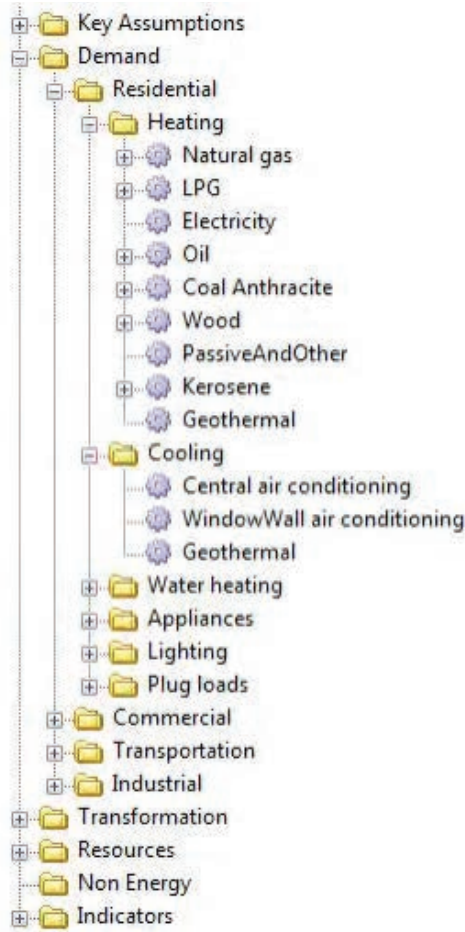 Key Assumptions
Demand
Residential
Heating
Natural gas
LPG
Electricity
Oil
Coal Anthracite
Wood
PassiveAndOther
Kerosene
Geothermal
Cooling
Central air conditioning
WindowWall air conditioning
Geothermal
Water heating
Appliances
Lighting
Plug loads
Commercial
Transportation
Industrial
Transformation
Resources
Non Energy
Indicators